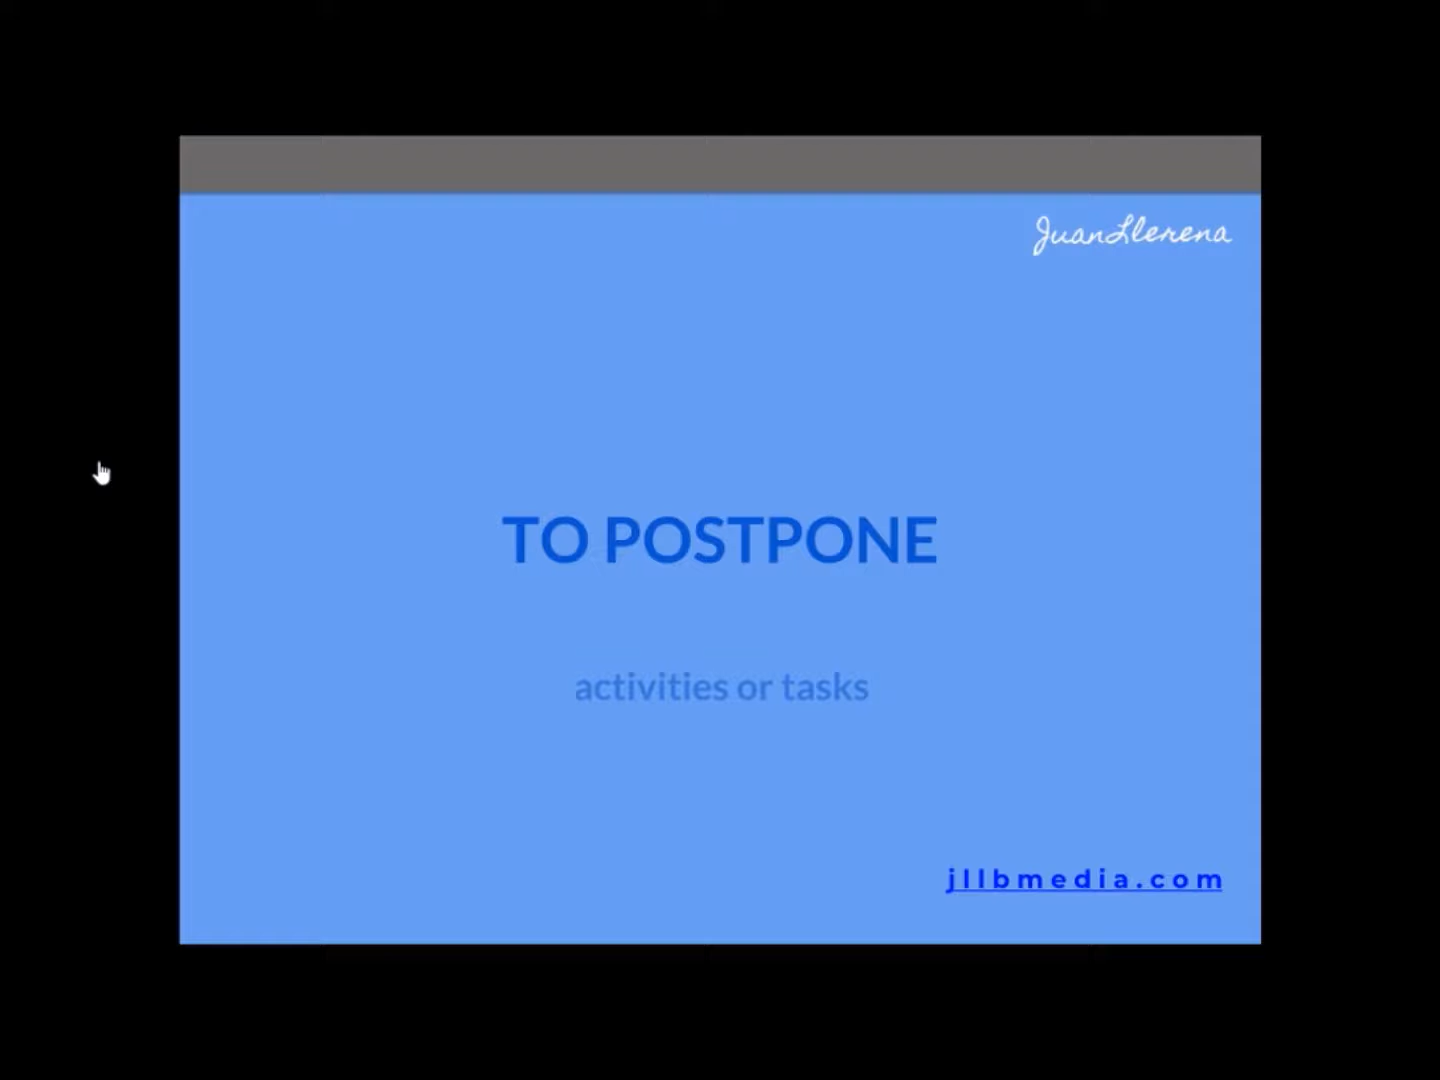 JuanLlerena
TO POSTPONE
activities or tasks
jllbmedia.com